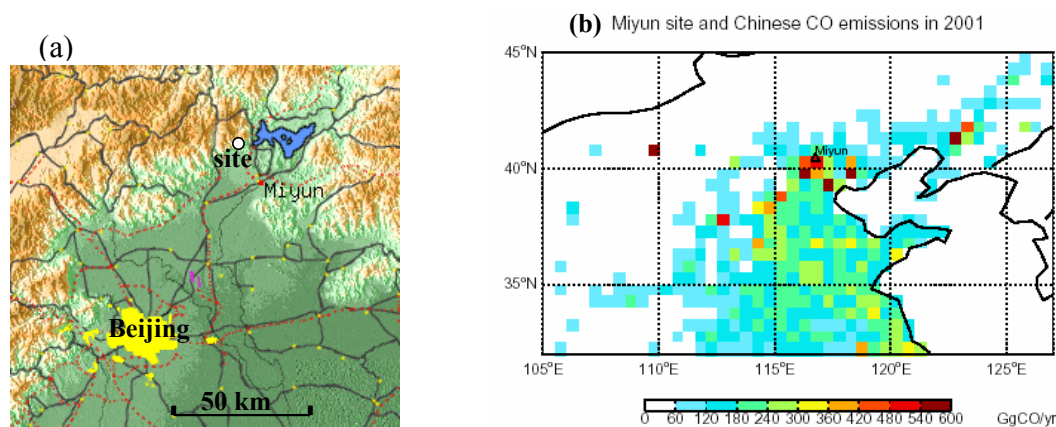 (a)
site
Miyun
Beijing
50 km
(b) Miyun site and Chinese CO emissions in 2001
45°N
40°N
35°N
Miyun
105°E 110°E 115°E 120°E 125°E
0 60 120 180 240 300 360 420 480 540 600 GgCO/yr